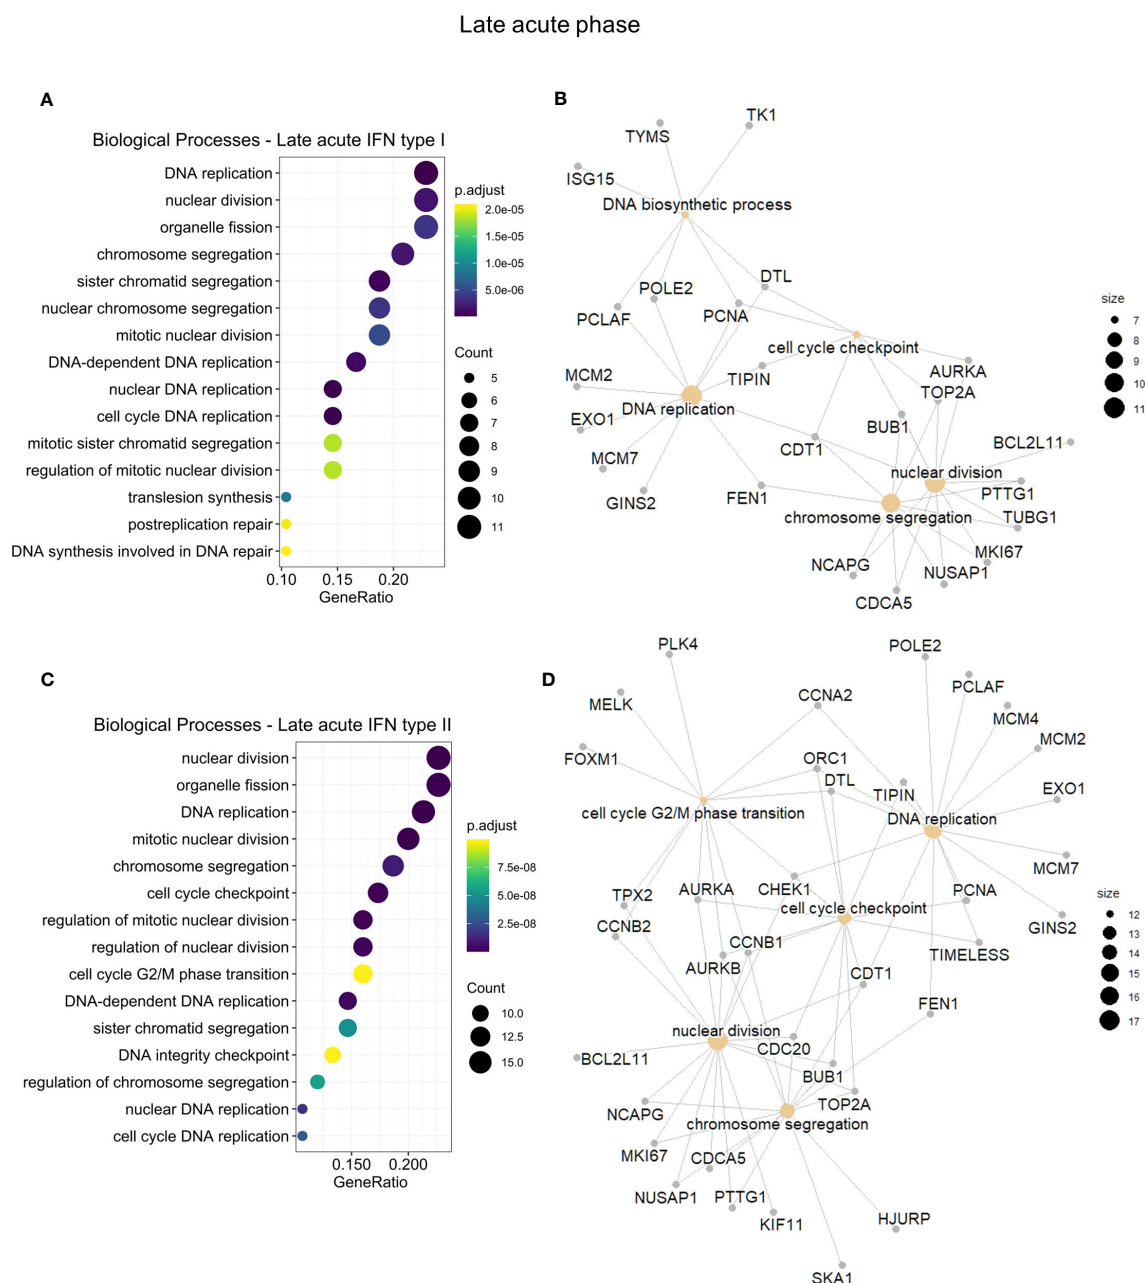 Late acute phase
A
Biological Processes - Late acute IFN type I
DNA replication
nuclear division
organelle fission
chromosome segregation
sister chromatid segregation
nuclear chromosome segregation
mitotic nuclear division
DNA-dependent DNA replication
nuclear DNA replication
cell cycle DNA replication
mitotic sister chromatid segregation
regulation of mitotic nuclear division
translesion synthesis
postreplication repair
DNA synthesis involved in DNA repair
0.10 0.15 0.20
GeneRatio
p.adjust
2.0e-05
1.5e-05
1.0e-05
5.0e-06
Count
5
6
7
8
9
10
11
B
TK1
TYMS
ISG15
DNA biosynthetic process
DTL
POLE2
PCNA
PCLAF
cell cycle checkpoint
AURKA
TIPIN
MCM2
TOP2A
DNA replication
EXO1
BUB1
BCL2L11
CDT1
MCM7
nuclear division
PTTG1
FEN1
GINS2
chromosome segregation
TUBG1
MKI67
NCAPG
NUSAP1
CDCA5
size
7
8
9
10
11
C
Biological Processes - Late acute IFN type II
nuclear division
organelle fission
DNA replication
mitotic nuclear division
chromosome segregation
cell cycle checkpoint
regulation of mitotic nuclear division
regulation of nuclear division
cell cycle G2/M phase transition
DNA-dependent DNA replication
sister chromatid segregation
DNA integrity checkpoint
regulation of chromosome segregation
nuclear DNA replication
cell cycle DNA replication
0.150 0.200
GeneRatio
p.adjust
7.5e-08
5.0e-08
2.5e-08
Count
10.0
12.5
15.0
D
PLK4
POLE2
PCLAF
CCNA2
MELK
MCM4
MCM2
FOXM1
ORC1
DTL
TIPIN
EXO1
cell cycle G2/M phase transition
DNA replication
MCM7
TPX2
AURKA
CHEK1
PCNA
cell cycle checkpoint
CCNB2
GINS2
CCNB1
TIMELESS
AURKB
CDT1
FEN1
nuclear division
CDC20
BCL2L11
BUB1
TOP2A
NCAPG
chromosome segregation
MKI67
CDCA5
NUSAP1
PTTG1
KIF11
HJURP
SKA1
size
12
13
14
15
16
17